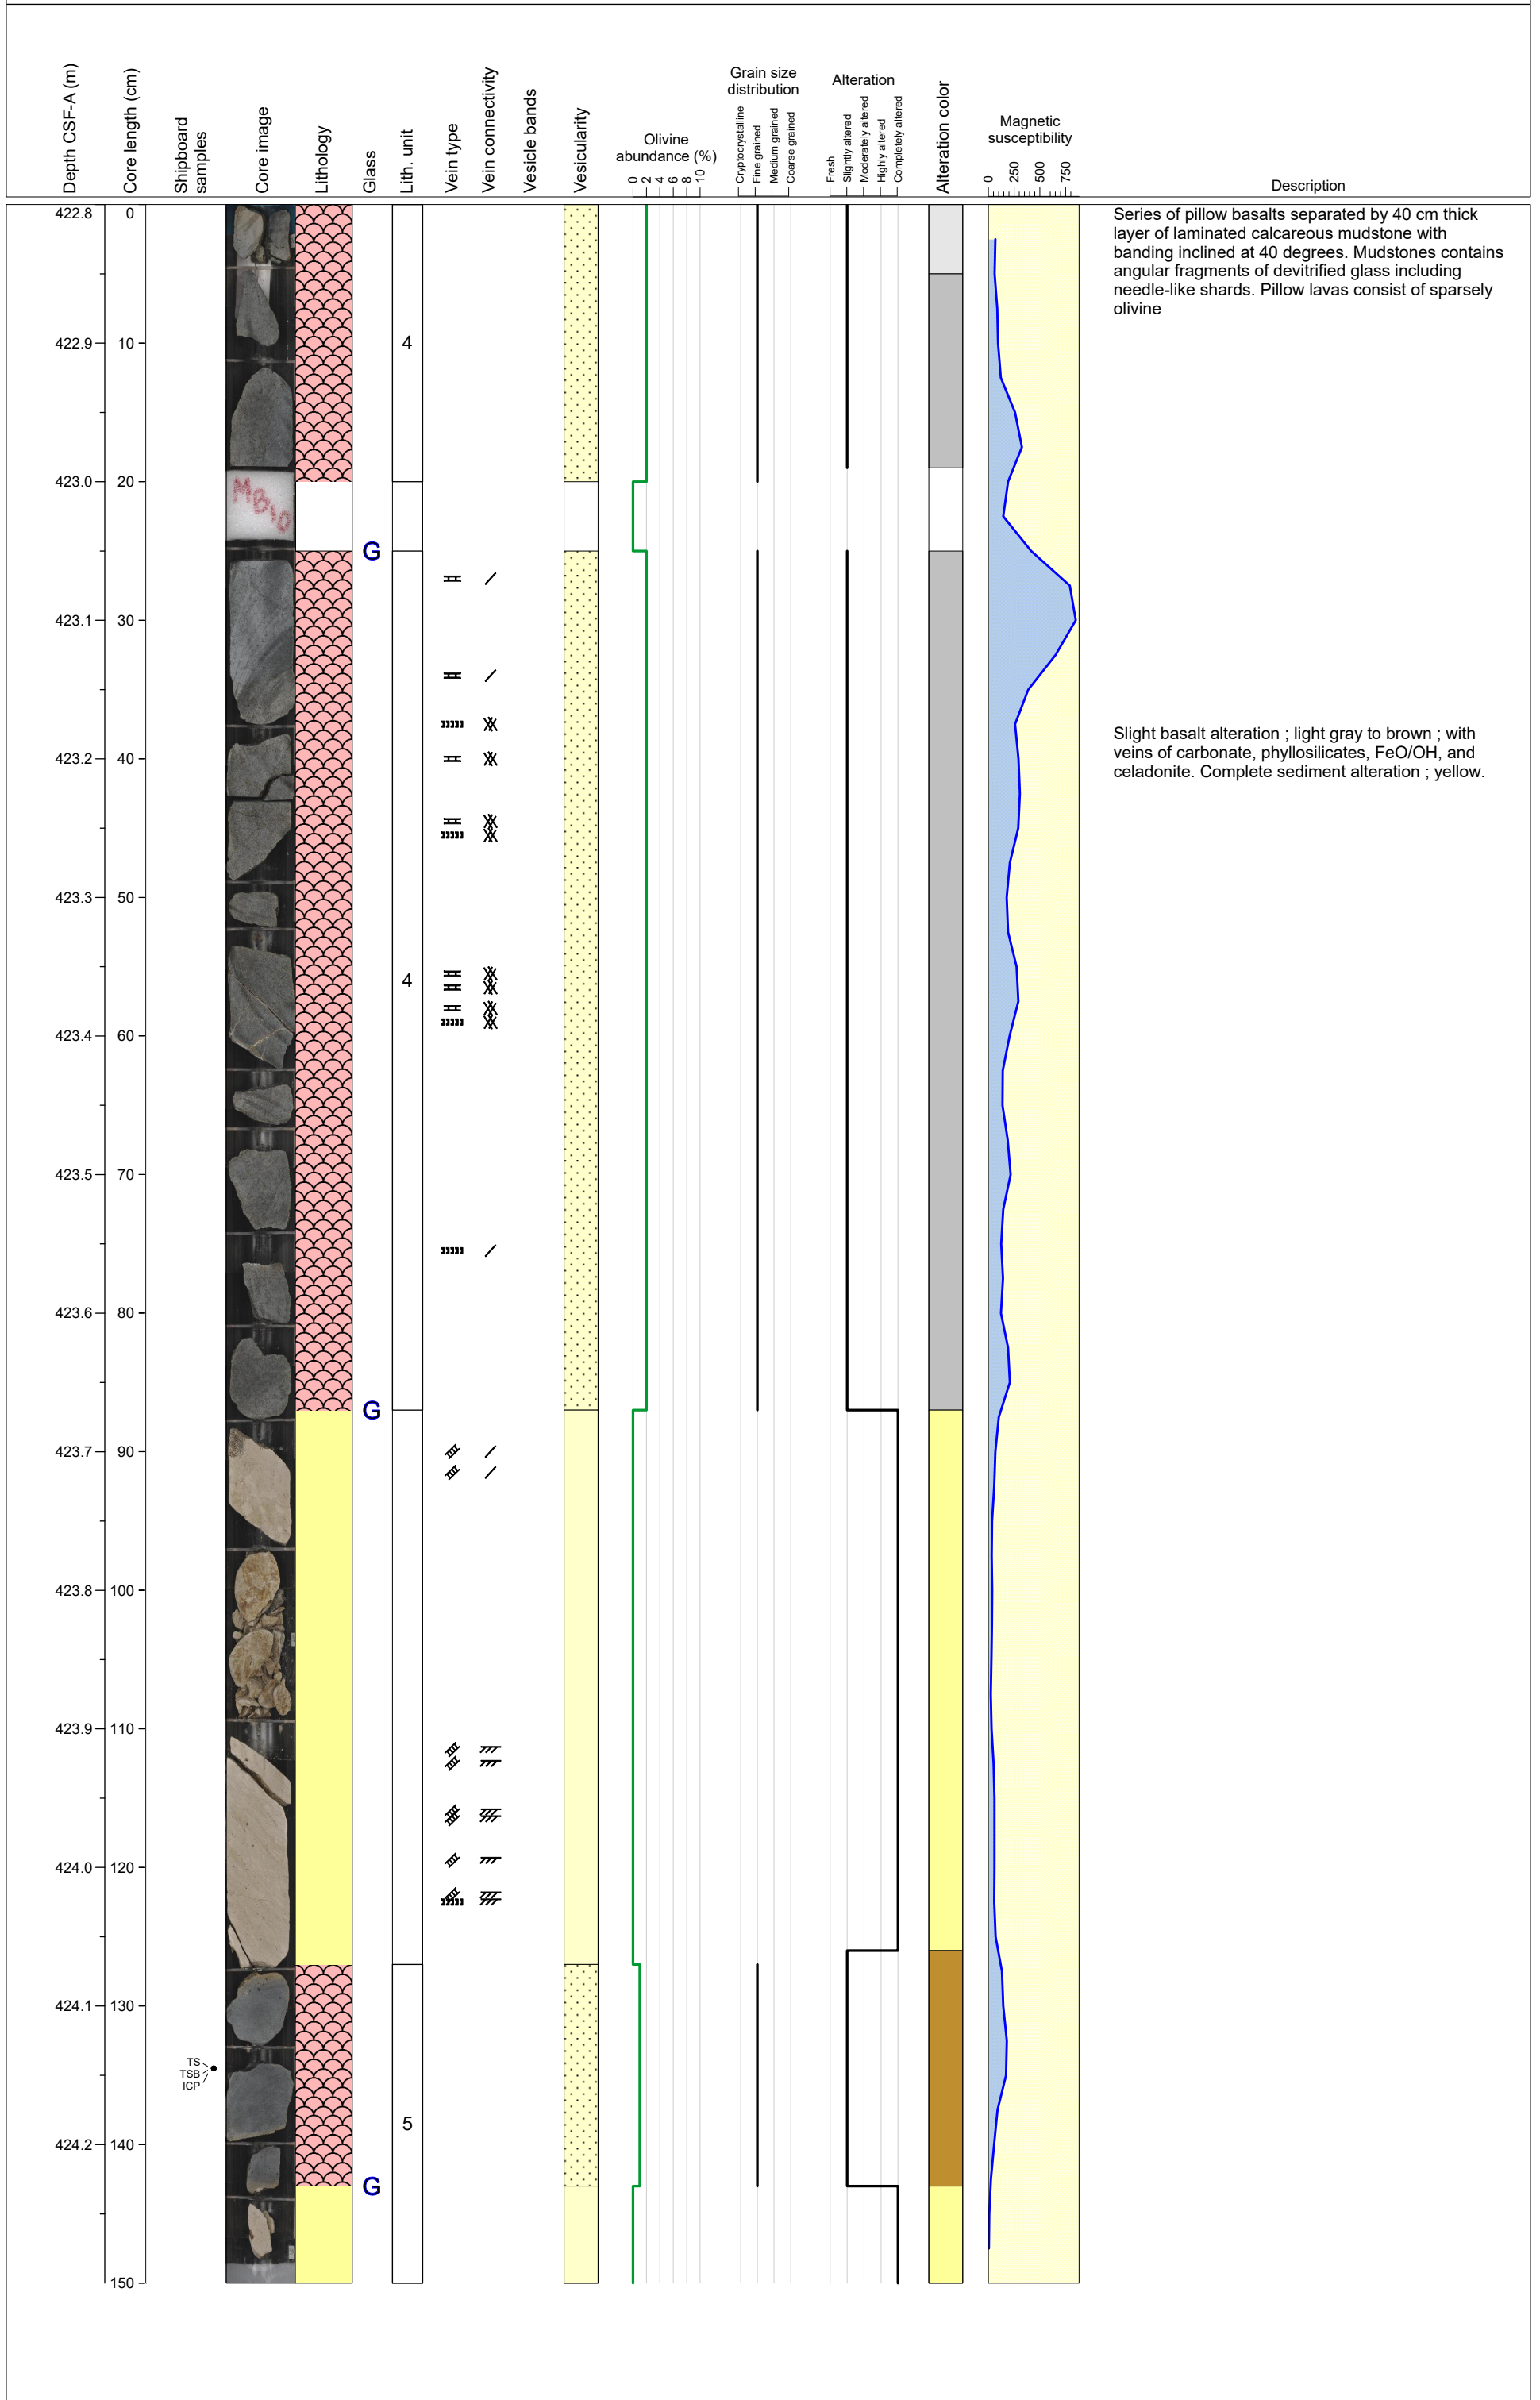 Depth CSF-A (m)
Core length (cm)
Shipboard
samples
Core image
Lithology
Glass
Lith. unit
Vein type
Vein connectivity
Vesicle bands
Vesicularity
Olivine
abundance (%)
0 2 4 6 8 10
Grain size
distribution
Cryptocrystalline
Fine grained
Medium grained
Coarse grained
Alteration
Fresh
Slightly altered
Moderately altered
Highly altered
Completely altered
Alteration color
Magnetic
susceptibility
0 250 500 750
Description
422.8 0
422.9 10
423.0 20
423.1 30
423.2 40
423.3 50
423.4 60
423.5 70
423.6 80
423.7 90
423.8 100
423.9 110
424.0 120
424.1 130
424.2 140
150
TS
TSB
ICP
MB10
G
G
G
4
4
5
Series of pillow basalts separated by 40 cm thick
layer of laminated calcareous mudstone with
banding inclined at 40 degrees. Mudstones contains
angular fragments of devitrified glass including
needle-like shards. Pillow lavas consist of sparsely
olivine
Slight basalt alteration ; light gray to brown ; with
veins of carbonate, phyllosilicates, FeO/OH, and
celadonite. Complete sediment alteration ; yellow.